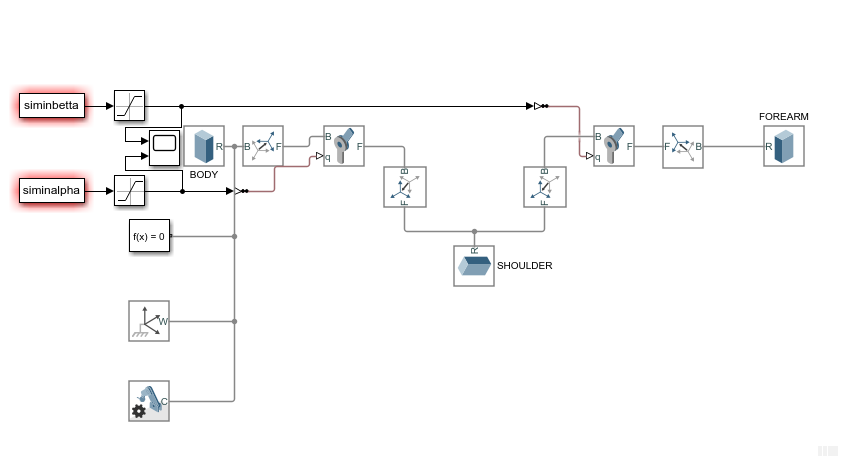 FOREARM
siminbetta
B
F
q
R
B
F
B
F
q
F
B
R
BODY
B
B
siminalpha
F
F
f(x) = 0
R
SHOULDER
W
C